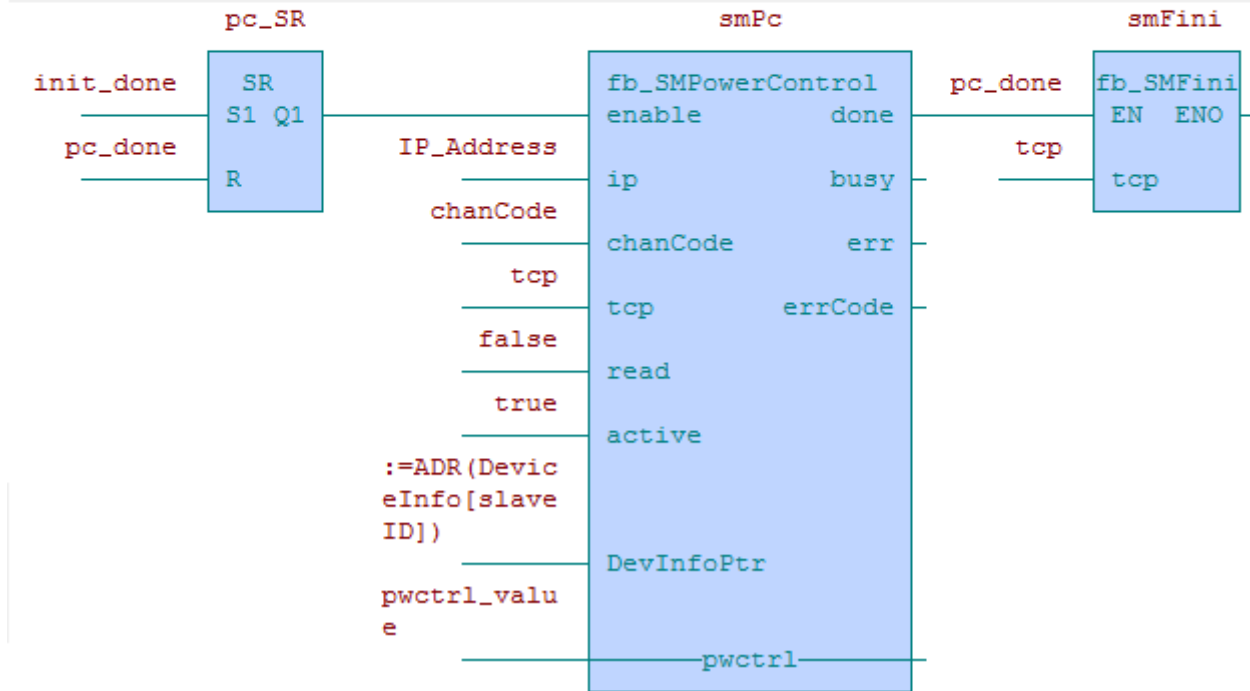 pc_SR smPc smFini
init_done SR fb_SMPowerControl pc_done fb_SMFini
S1 Q1 enable done EN ENO
pc_done IP_Address tcp
R ip busy tcp
chanCode
chanCode err
tcp
tcp errCode
false
read
true
active
:=ADR(Devic
eInfo[slave
ID])
DevInfoPtr
pwctrl_valu
e
pwctrl